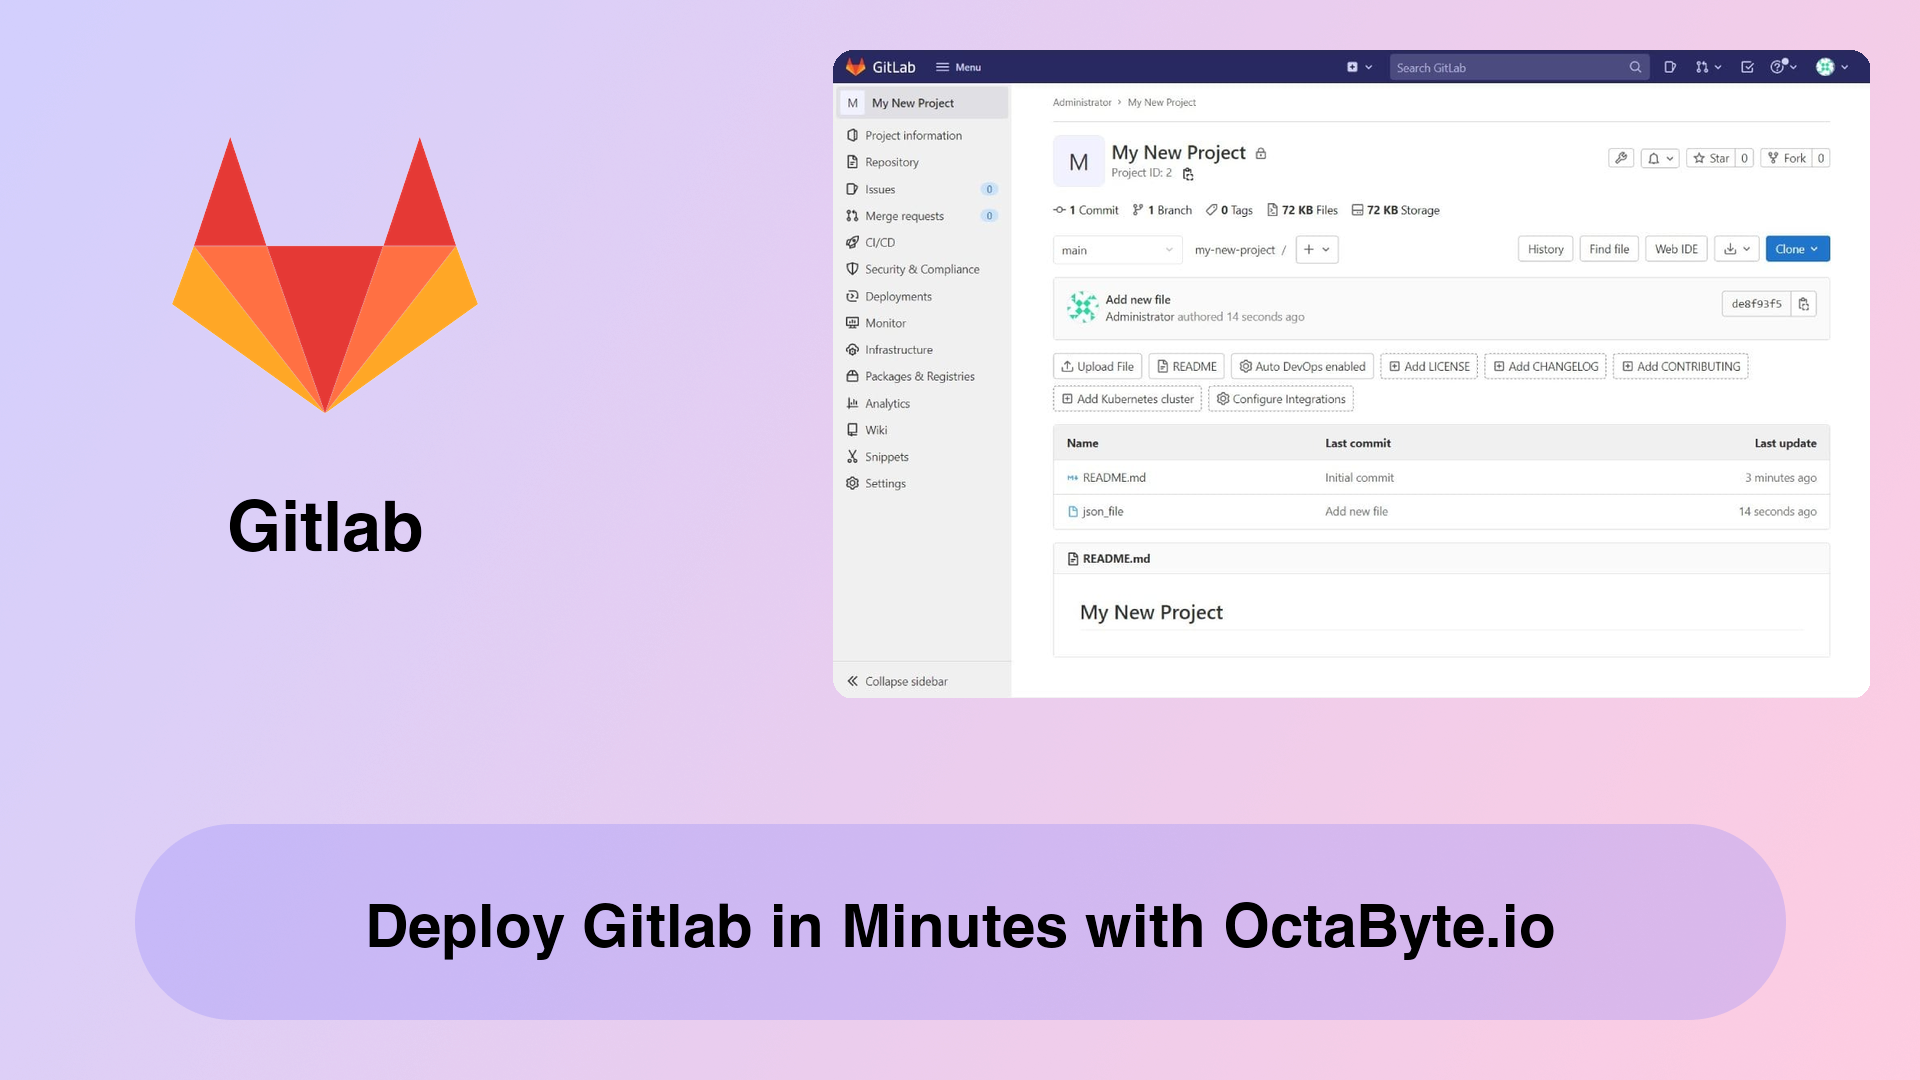 Gitlab
GitLab Menu Search GitLab
M My New Project
Project information
Repository
Issues 0
Merge requests 0
CI/CD
Security & Compliance
Deployments
Monitor
Infrastructure
Packages & Registries
Analytics
Wiki
Snippets
Settings
Collapse sidebar
Administrator > My New Project
M My New Project
Project ID: 2
Star 0 Fork 0
1 Commit 1 Branch 0 Tags 72 KB Files 72 KB Storage
main my-new-project / + History Find file Web IDE Clone
Add new file
Administrator authored 14 seconds ago
de8f93f5
Upload File README Auto DevOps enabled Add LICENSE Add CHANGELOG Add CONTRIBUTING
Add Kubernetes cluster Configure Integrations
Name Last commit Last update
README.md Initial commit 3 minutes ago
json_file Add new file 14 seconds ago
README.md
My New Project
Deploy Gitlab in Minutes with OctaByte.io